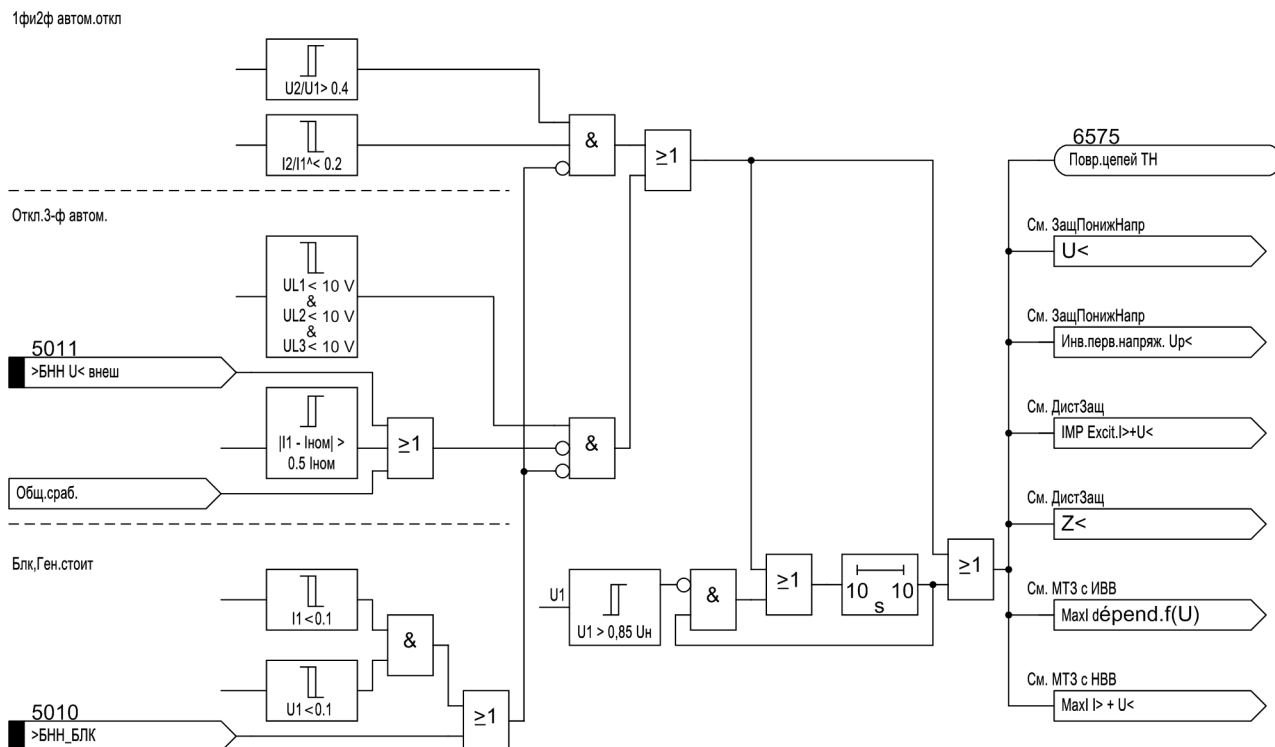 1фи2ф автом.откл
U2/U1> 0.4
I2/I1^< 0.2
&
≥1
Откл.3-ф автом.
UL1< 10 V
&
UL2< 10 V
&
UL3< 10 V
5011
>БНН U< внеш
|I1 - Iном| >
0.5 Iном
≥1
&
Общ.сраб.
Блк,Ген.стоит
I1<0.1
&
U1<0.1
≥1
5010
>БНН_БЛК
U1
U1 > 0,85 Uн
&
≥1
10 10
s
≥1
6575
Повр.цепей ТН
См. ЗащПонижНапр
U<
См. ЗащПонижНапр
Инв.перв.напряж. Up<
См. ДистЗащ
IMP Excit.I>+U<
См. ДистЗащ
Z<
См. МТЗ с ИВВ
MaxI dépend.f(U)
См. МТЗ с НВВ
MaxI I> + U<